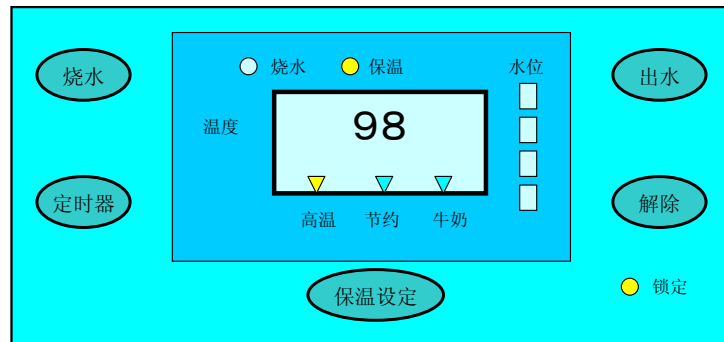 烧水
烧水
保温
水位
出水
温度
98
定时器
高温
节约
牛奶
解除
保温设定
锁定